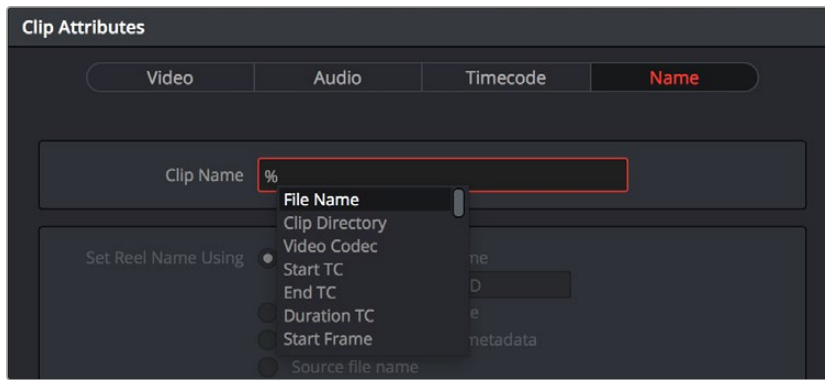 Clip Attributes
Video Audio Timecode Name
Clip Name %
File Name
Clip Directory
Video Codec
Start TC
End TC
Duration TC
Start Frame
Set Reel Name Using
metadata
Source file name